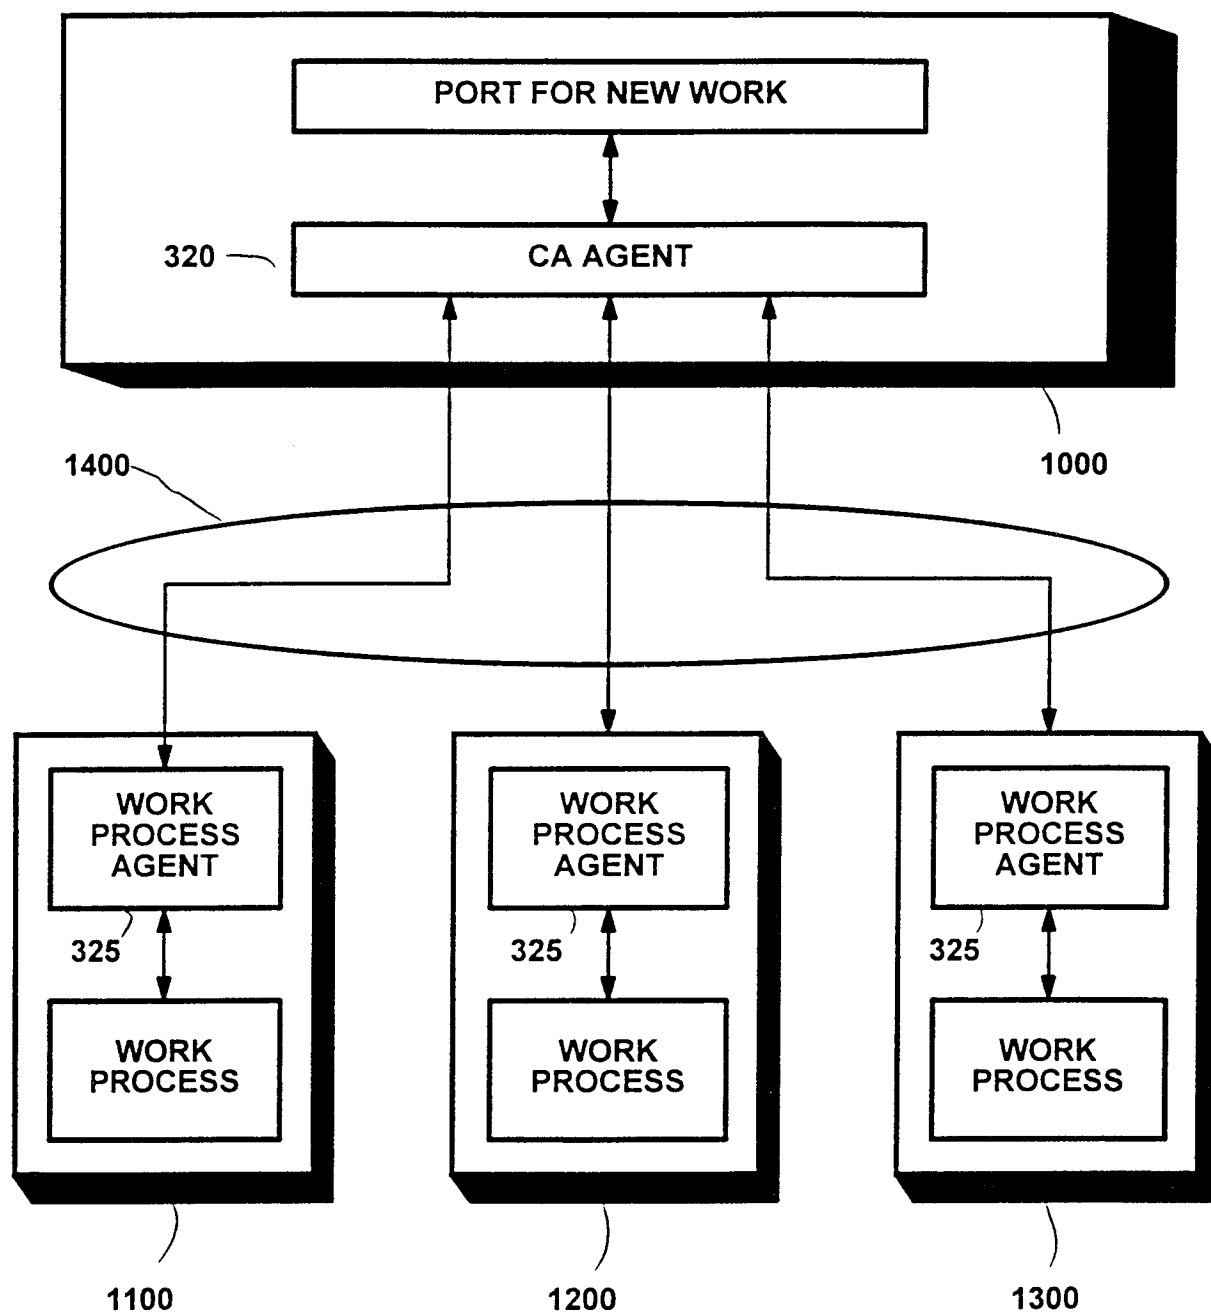 PORT FOR NEW WORK
320
CA AGENT
1400
1000
WORK
PROCESS
AGENT
325
WORK
PROCESS
1100
WORK
PROCESS
AGENT
325
WORK
PROCESS
1200
WORK
PROCESS
AGENT
325
WORK
PROCESS
1300